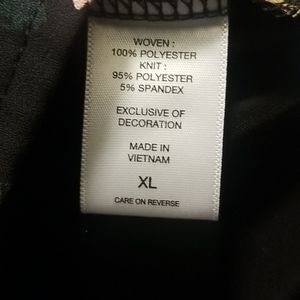 WOVEN :
100% POLYESTER
KNIT :
95% POLYESTER
5% SPANDEX
EXCLUSIVE OF
DECORATION
MADE IN
VIETNAM
XL
CARE ON REVERSE